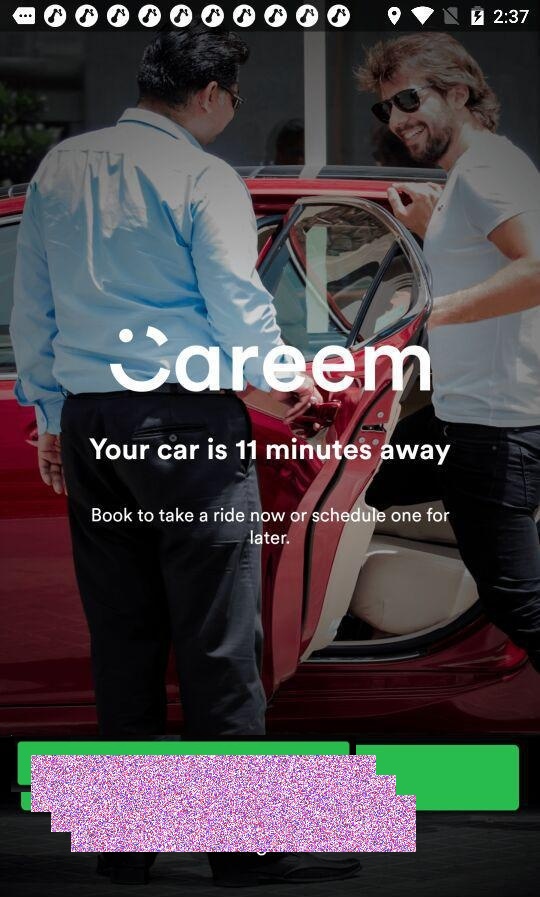 2:37
Careem
Your car is 11 minutes away
Book to take a ride now or schedule one for
later.